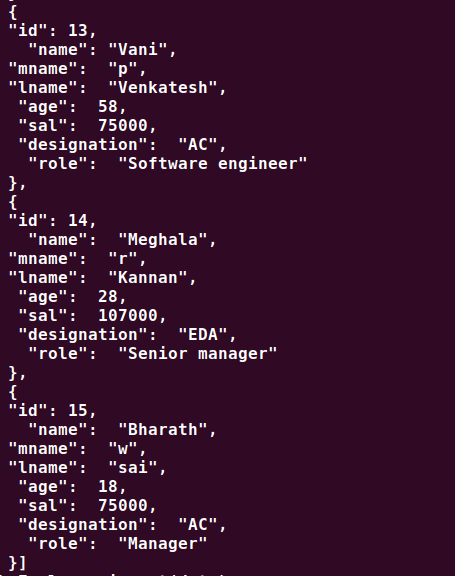 {
"id": 13,
"name": "Vani",
"mname": "p",
"lname": "Venkatesh",
"age": 58,
"sal": 75000,
"designation": "AC",
"role": "Software engineer"
},
{
"id": 14,
"name": "Meghala",
"mname": "r",
"lname": "Kannan",
"age": 28,
"sal": 107000,
"designation": "EDA",
"role": "Senior manager"
},
{
"id": 15,
"name": "Bharath",
"mname": "w",
"lname": "sai",
"age": 18,
"sal": 75000,
"designation": "AC",
"role": "Manager"
}]